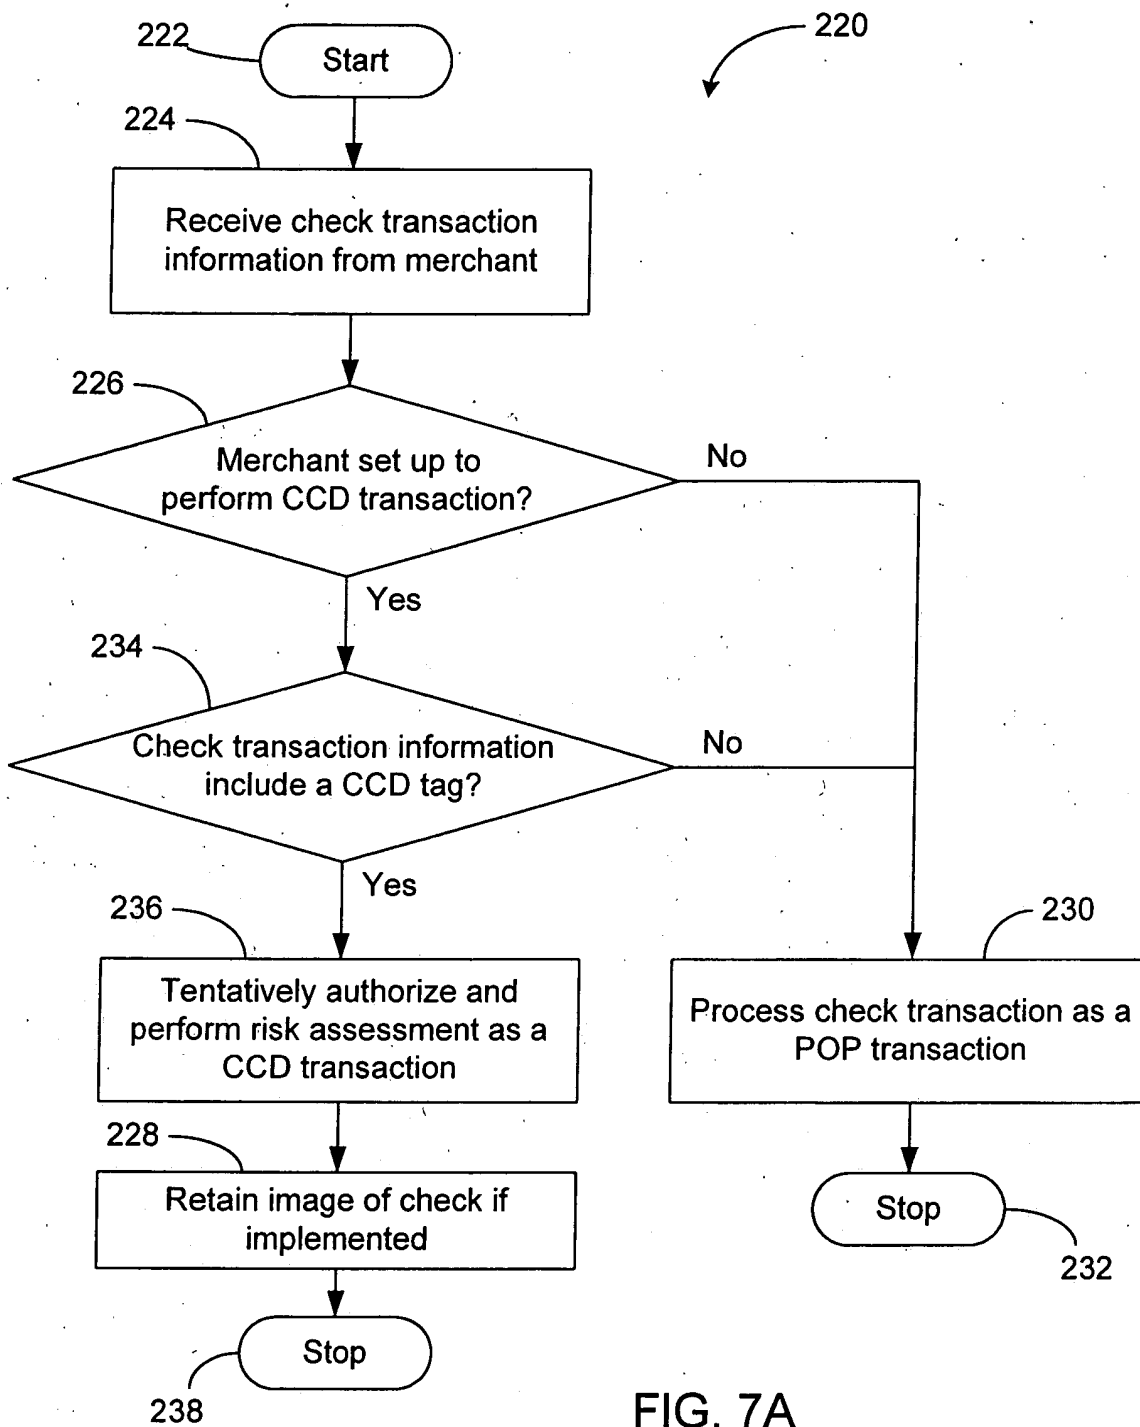 220
222
Start
224
Receive check transaction
information from merchant
226
Merchant set up to
perform CCD transaction?
No
Yes
234
Check transaction information
include a CCD tag?
No
Yes
236
Tentatively authorize and
perform risk assessment as a
CCD transaction
230
Process check transaction as a
POP transaction
228
Retain image of check if
implemented
Stop
232
Stop
238
FIG. 7A